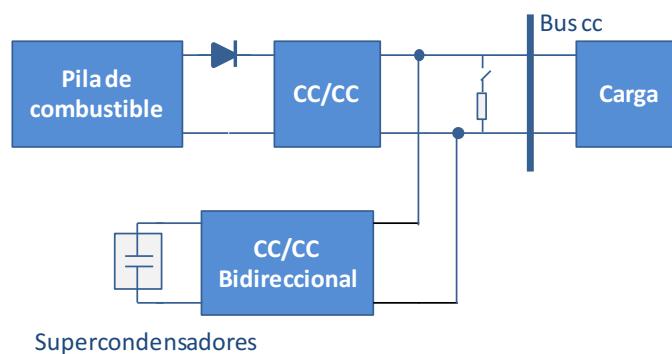 Bus cc
Pila de
combustible
CC/CC
Carga
CC/CC
Bidireccional
Supercondensadores